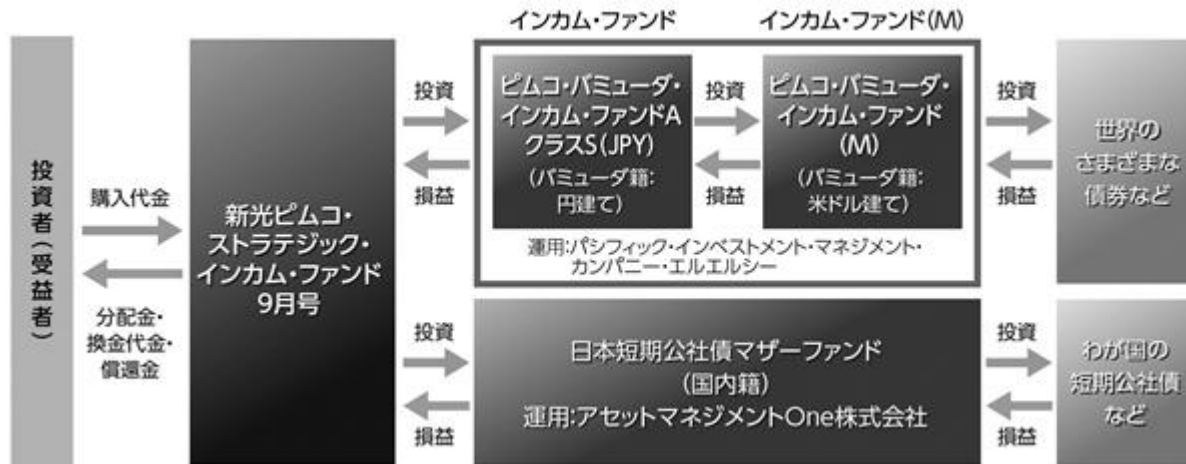 インカム・ファンド
インカム・ファンド(M)
投資者(受益者)
購入代金
分配金・
換金代金・
償還金
新光ピムコ・
ストラテジック・
インカム・ファンド
9月号
投資
損益
ピムコ・バミューダ・
インカム・ファンドA
クラスS(JPY)
(バミューダ籍:
円建て)
投資
損益
ピムコ・バミューダ・
インカム・ファンド
(M)
(バミューダ籍:
米ドル建て)
運用:パシフィック・インベストメント・マネジメント・
カンパニー・エルエルシー
投資
損益
世界の
さまざまな
債券など
投資
損益
日本短期公社債マザーファンド
(国内籍)
運用:アセットマネジメントOne株式会社
投資
損益
わが国の
短期公社債
など